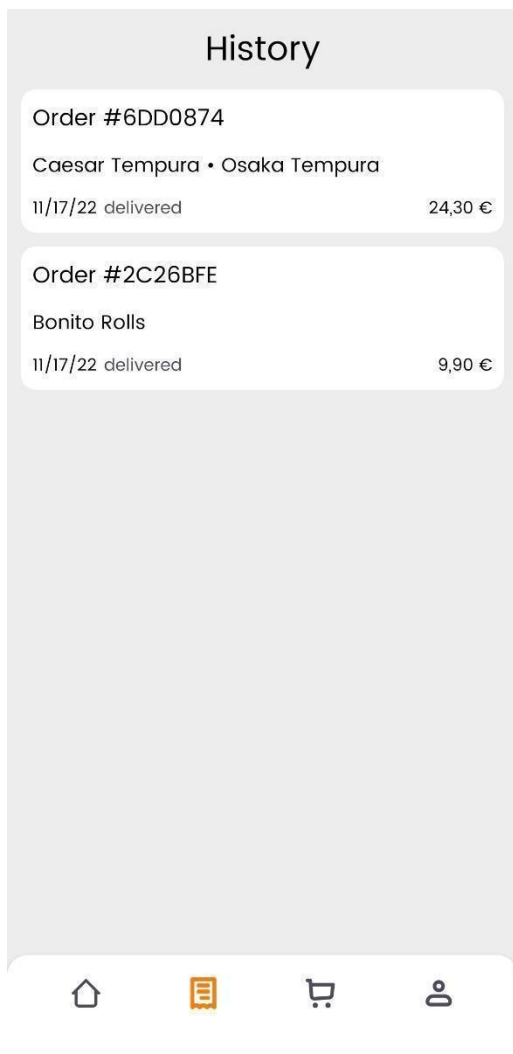 History
Order #6DD0874
Caesar Tempura • Osaka Tempura
11/17/22 delivered 24,30 €
Order #2C26BFE
Bonito Rolls
11/17/22 delivered 9,90 €